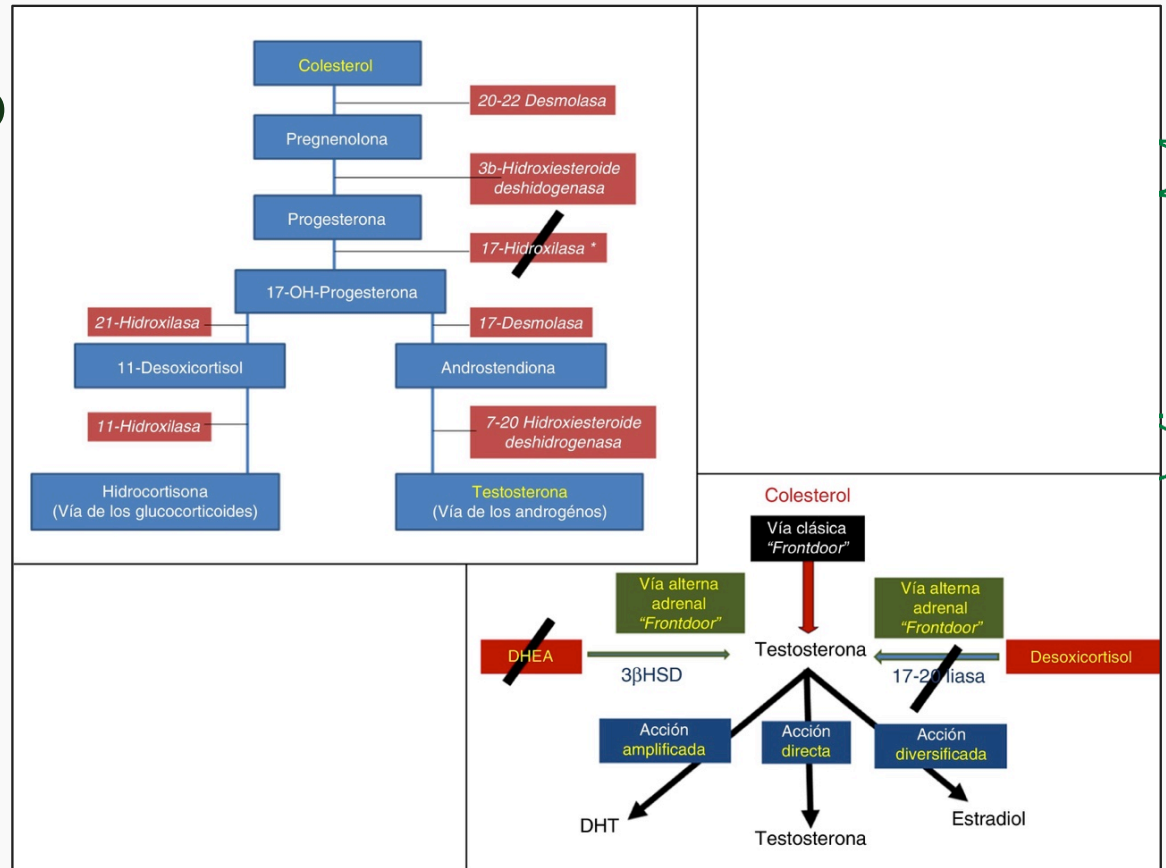 Colesterol
20-22 Desmolasa
Pregnenolona
3b-Hidroxiesteroide
deshidogenasa
Progesterona
17-Hidroxilasa *
17-OH-Progesterona
21-Hidroxilasa
17-Desmolasa
11-Desoxicortisol
Androstendiona
11-Hidroxilasa
7-20 Hidroxiesteroide
deshidrogenasa
Hidrocortisona
(Vía de los glucocorticoides)
Testosterona
(Vía de los andrógenós)
Colesterol
Vía clásica
“Frontdoor”
Vía alterna
adrenal
“Frontdoor”
Vía alterna
adrenal
“Frontdoor”
DHEA
3βHSD
Testosterona
17-20 liasa
Desoxicortisol
Acción
amplificada
Acción
directa
Acción
diversificada
DHT
Testosterona
Estradiol